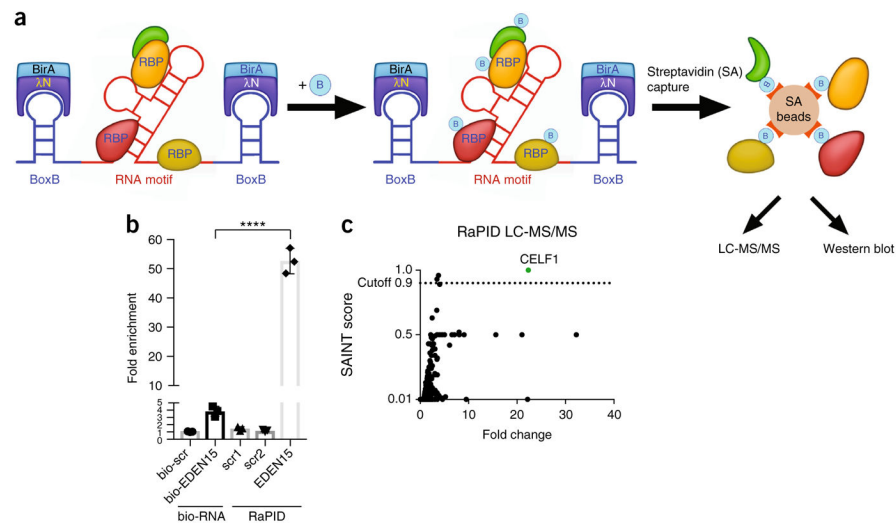 a
BirA
λN
RBP
RBP
RBP
BirA
λN
BoxB
RNA motif
BoxB
+ B
B
B
B
B
BirA
λN
RBP
RBP
RBP
BirA
λN
BoxB
RNA motif
BoxB
Streptavidin (SA)
capture
B
B
B
B
SA
beads
LC-MS/MS
Western blot
b
****
Fold enrichment
60
50
40
30
20
10
5
4
3
2
1
0
bio-scr
bio-EDEN15
scr1
scr2
EDEN15
bio-RNA
RaPID
c
RaPID LC-MS/MS
CELF1
SAINT score
1.0
Cutoff 0.9
0.5
0.01
0
10
20
30
40
Fold change